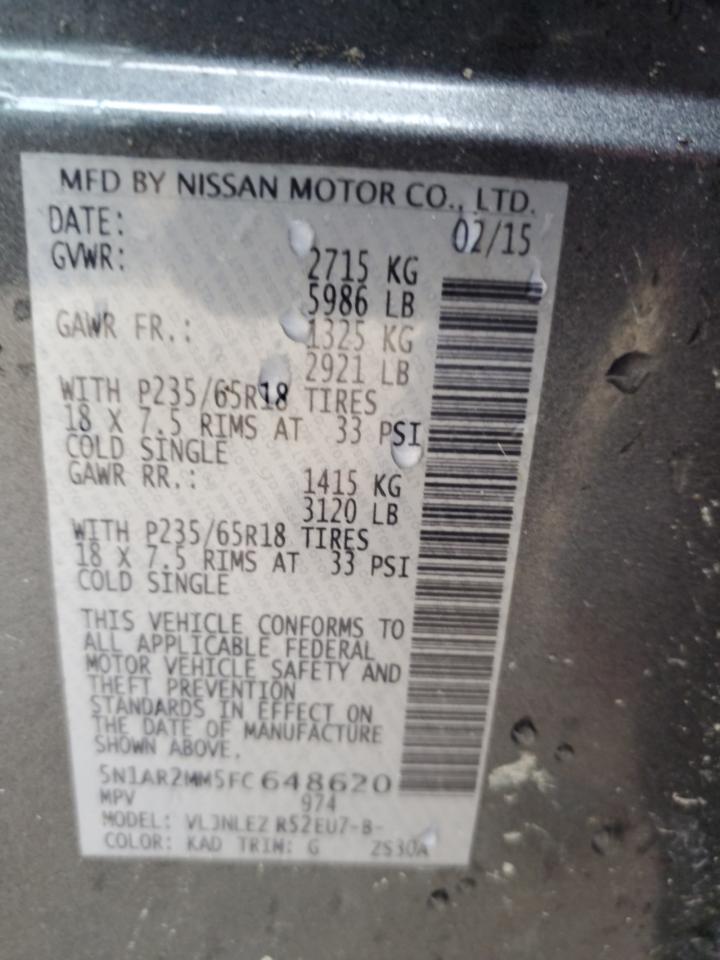 MFD BY NISSAN MOTOR CO., LTD.
DATE: 02/15
GVWR: 2715 KG
5986 LB
GAWR FR.: 1325 KG
2921 LB
WITH P235/65R18 TIRES
18 X 7.5 RIMS AT 33 PSI
COLD SINGLE
GAWR RR.: 1415 KG
3120 LB
WITH P235/65R18 TIRES
18 X 7.5 RIMS AT 33 PSI
COLD SINGLE
THIS VEHICLE CONFORMS TO
ALL APPLICABLE FEDERAL
MOTOR VEHICLE SAFETY AND
THEFT PREVENTION
STANDARDS IN EFFECT ON
THE DATE OF MANUFACTURE
SHOWN ABOVE.
5N1AR2MM5FC648620
MPV 974
MODEL: VLJNLEZ R52EU7-B-
COLOR: KAD TRIM: G ZS30A